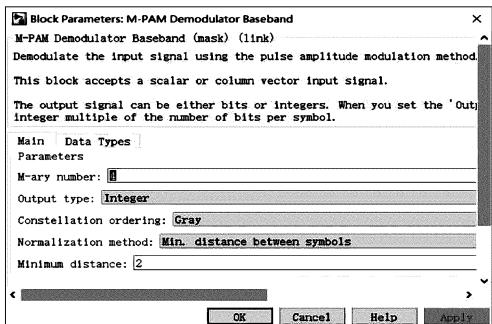 Block Parameters: M-PAM Demodulator Baseband
M-PAM Demodulator Baseband (mask) (link)
Demodulate the input signal using the pulse amplitude modulation method
This block accepts a scalar or column vector input signal.
The output signal can be either bits or integers. When you set the 'Outp
integer multiple of the number of bits per symbol.
Main Data Types
Parameters
M-ary number:
Output type: Integer
Constellation ordering: Gray
Normalization method: Min. distance between symbols
Minimum distance: 2
OK Cancel Help Apply